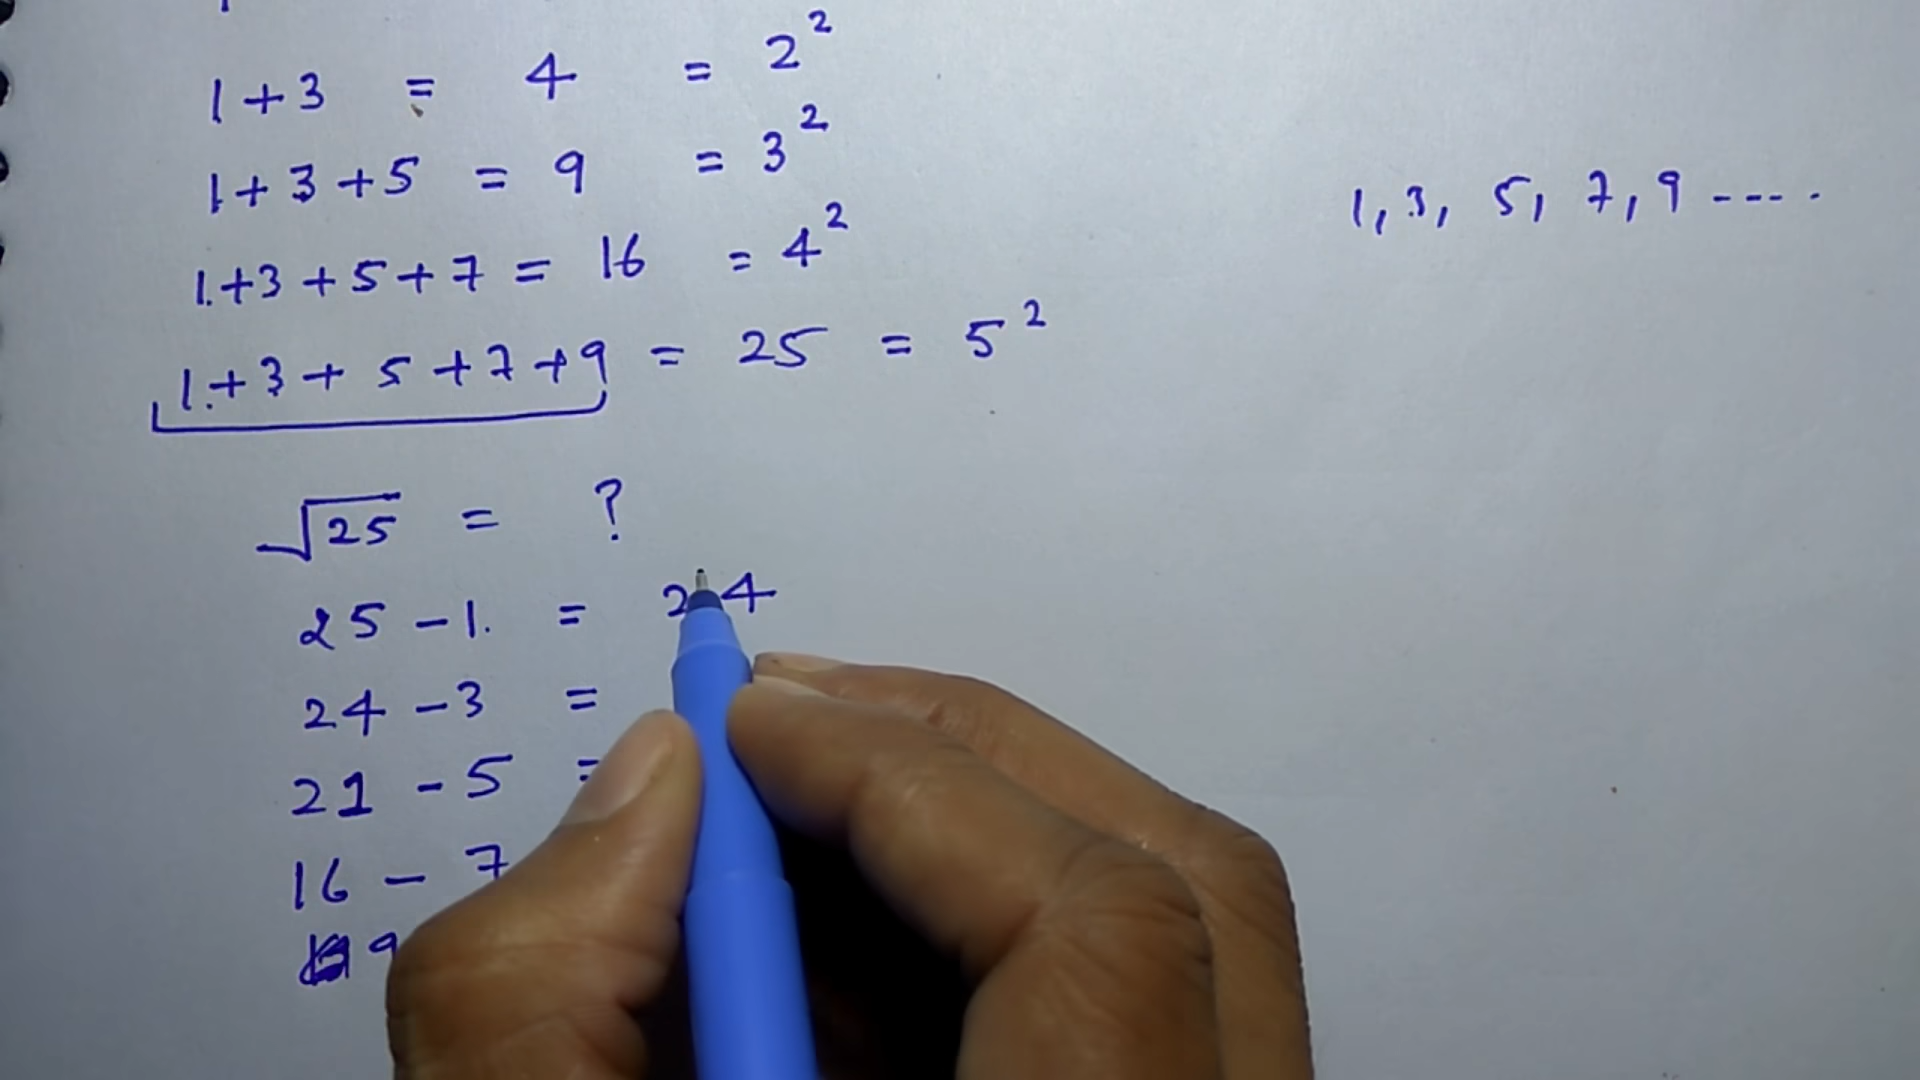 1+3 = 4 = 2²
1+3+5 = 9 = 3²
1+3+5+7 = 16 = 4²
1+3+5+7+9 = 25 = 5²
1, 3, 5, 7, 9 ----.
√25 = ?
25 - 1. = 24
24 - 3 =
21 - 5 =
16 - 7
9